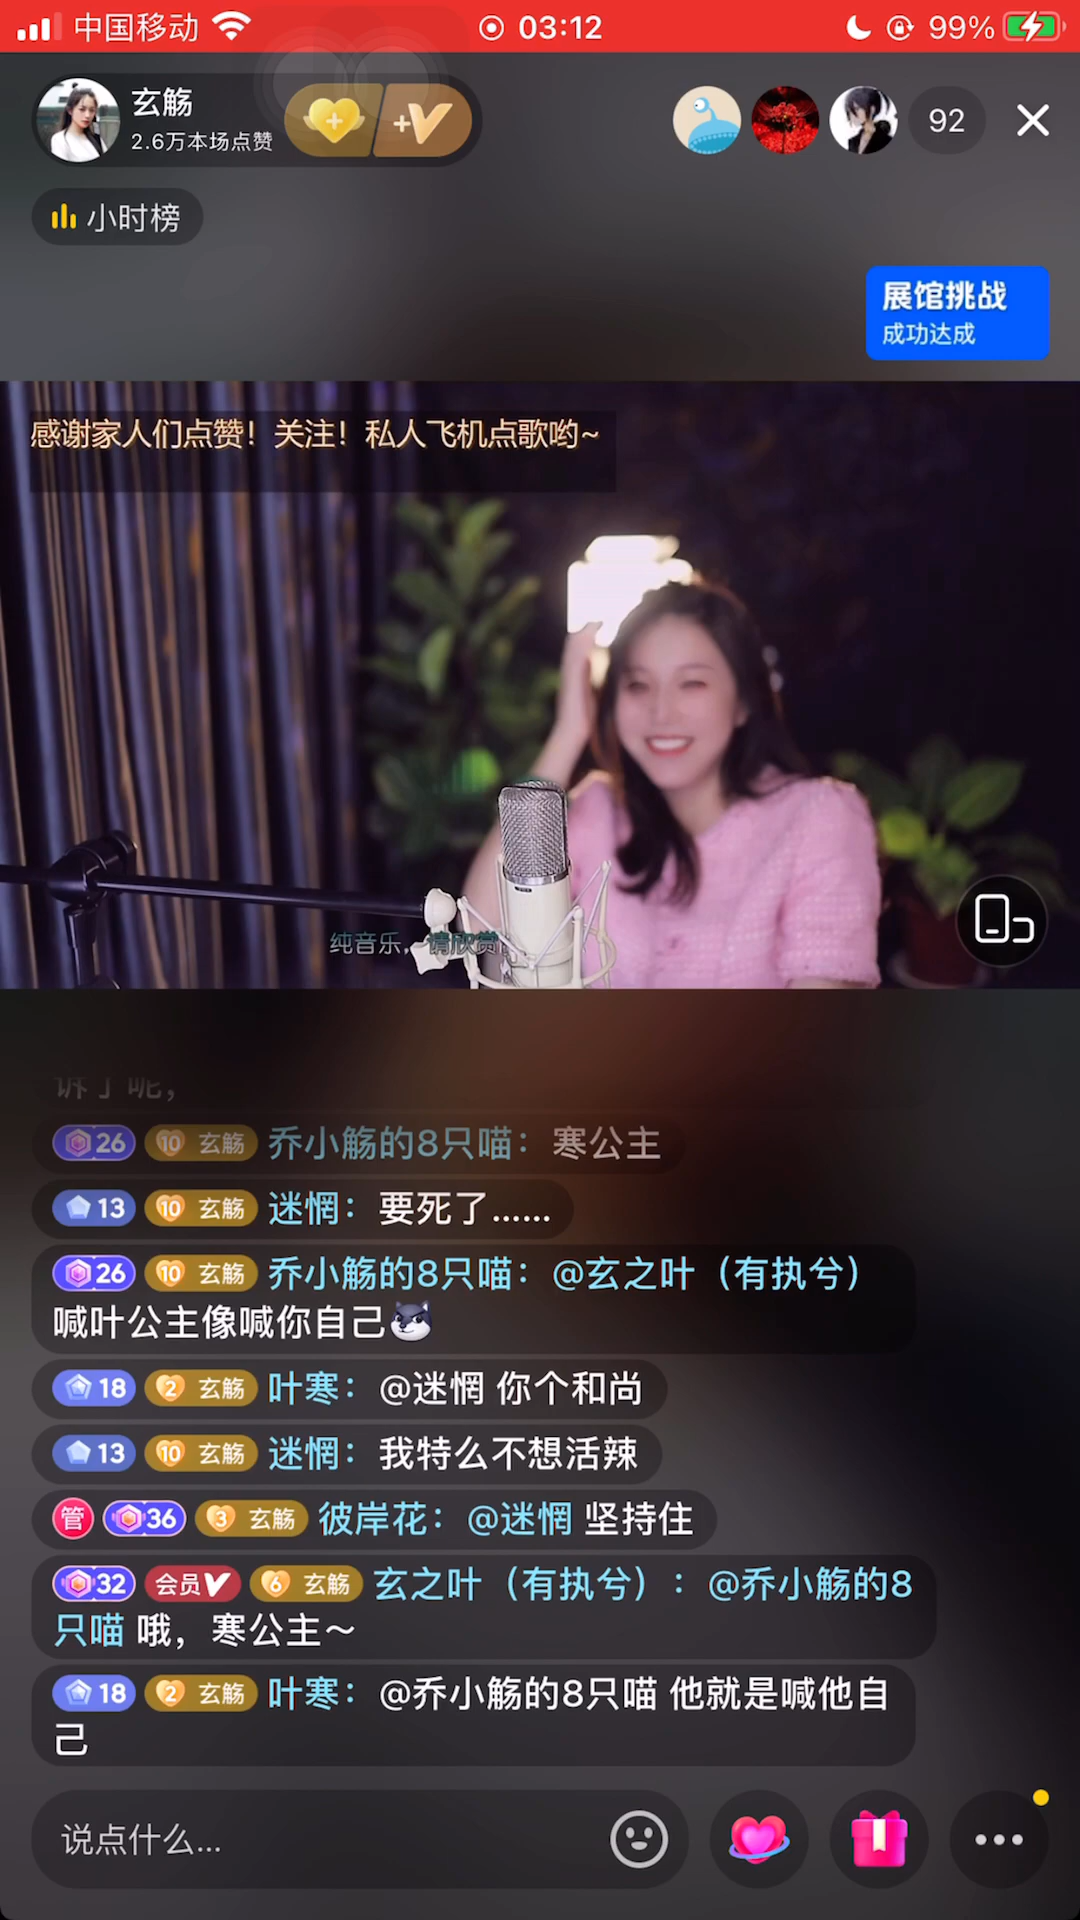 中国移动 03:12 99%
玄觞
2.6万本场点赞
+ +V
92
小时榜
展馆挑战
成功达成
感谢家人们点赞！关注！私人飞机点歌哟~
纯音乐，请欣赏
诉了呢，
26 10 玄觞 乔小觞的8只喵：寒公主
13 10 玄觞 迷惘：要死了……
26 10 玄觞 乔小觞的8只喵：@玄之叶（有执兮）
喊叶公主像喊你自己
18 2 玄觞 叶寒：@迷惘 你个和尚
13 10 玄觞 迷惘：我特么不想活辣
管 36 3 玄觞 彼岸花：@迷惘 坚持住
32 会员V 6 玄觞 玄之叶（有执兮）：@乔小觞的8
只喵 哦，寒公主～
18 2 玄觞 叶寒：@乔小觞的8只喵 他就是喊他自
己
说点什么...